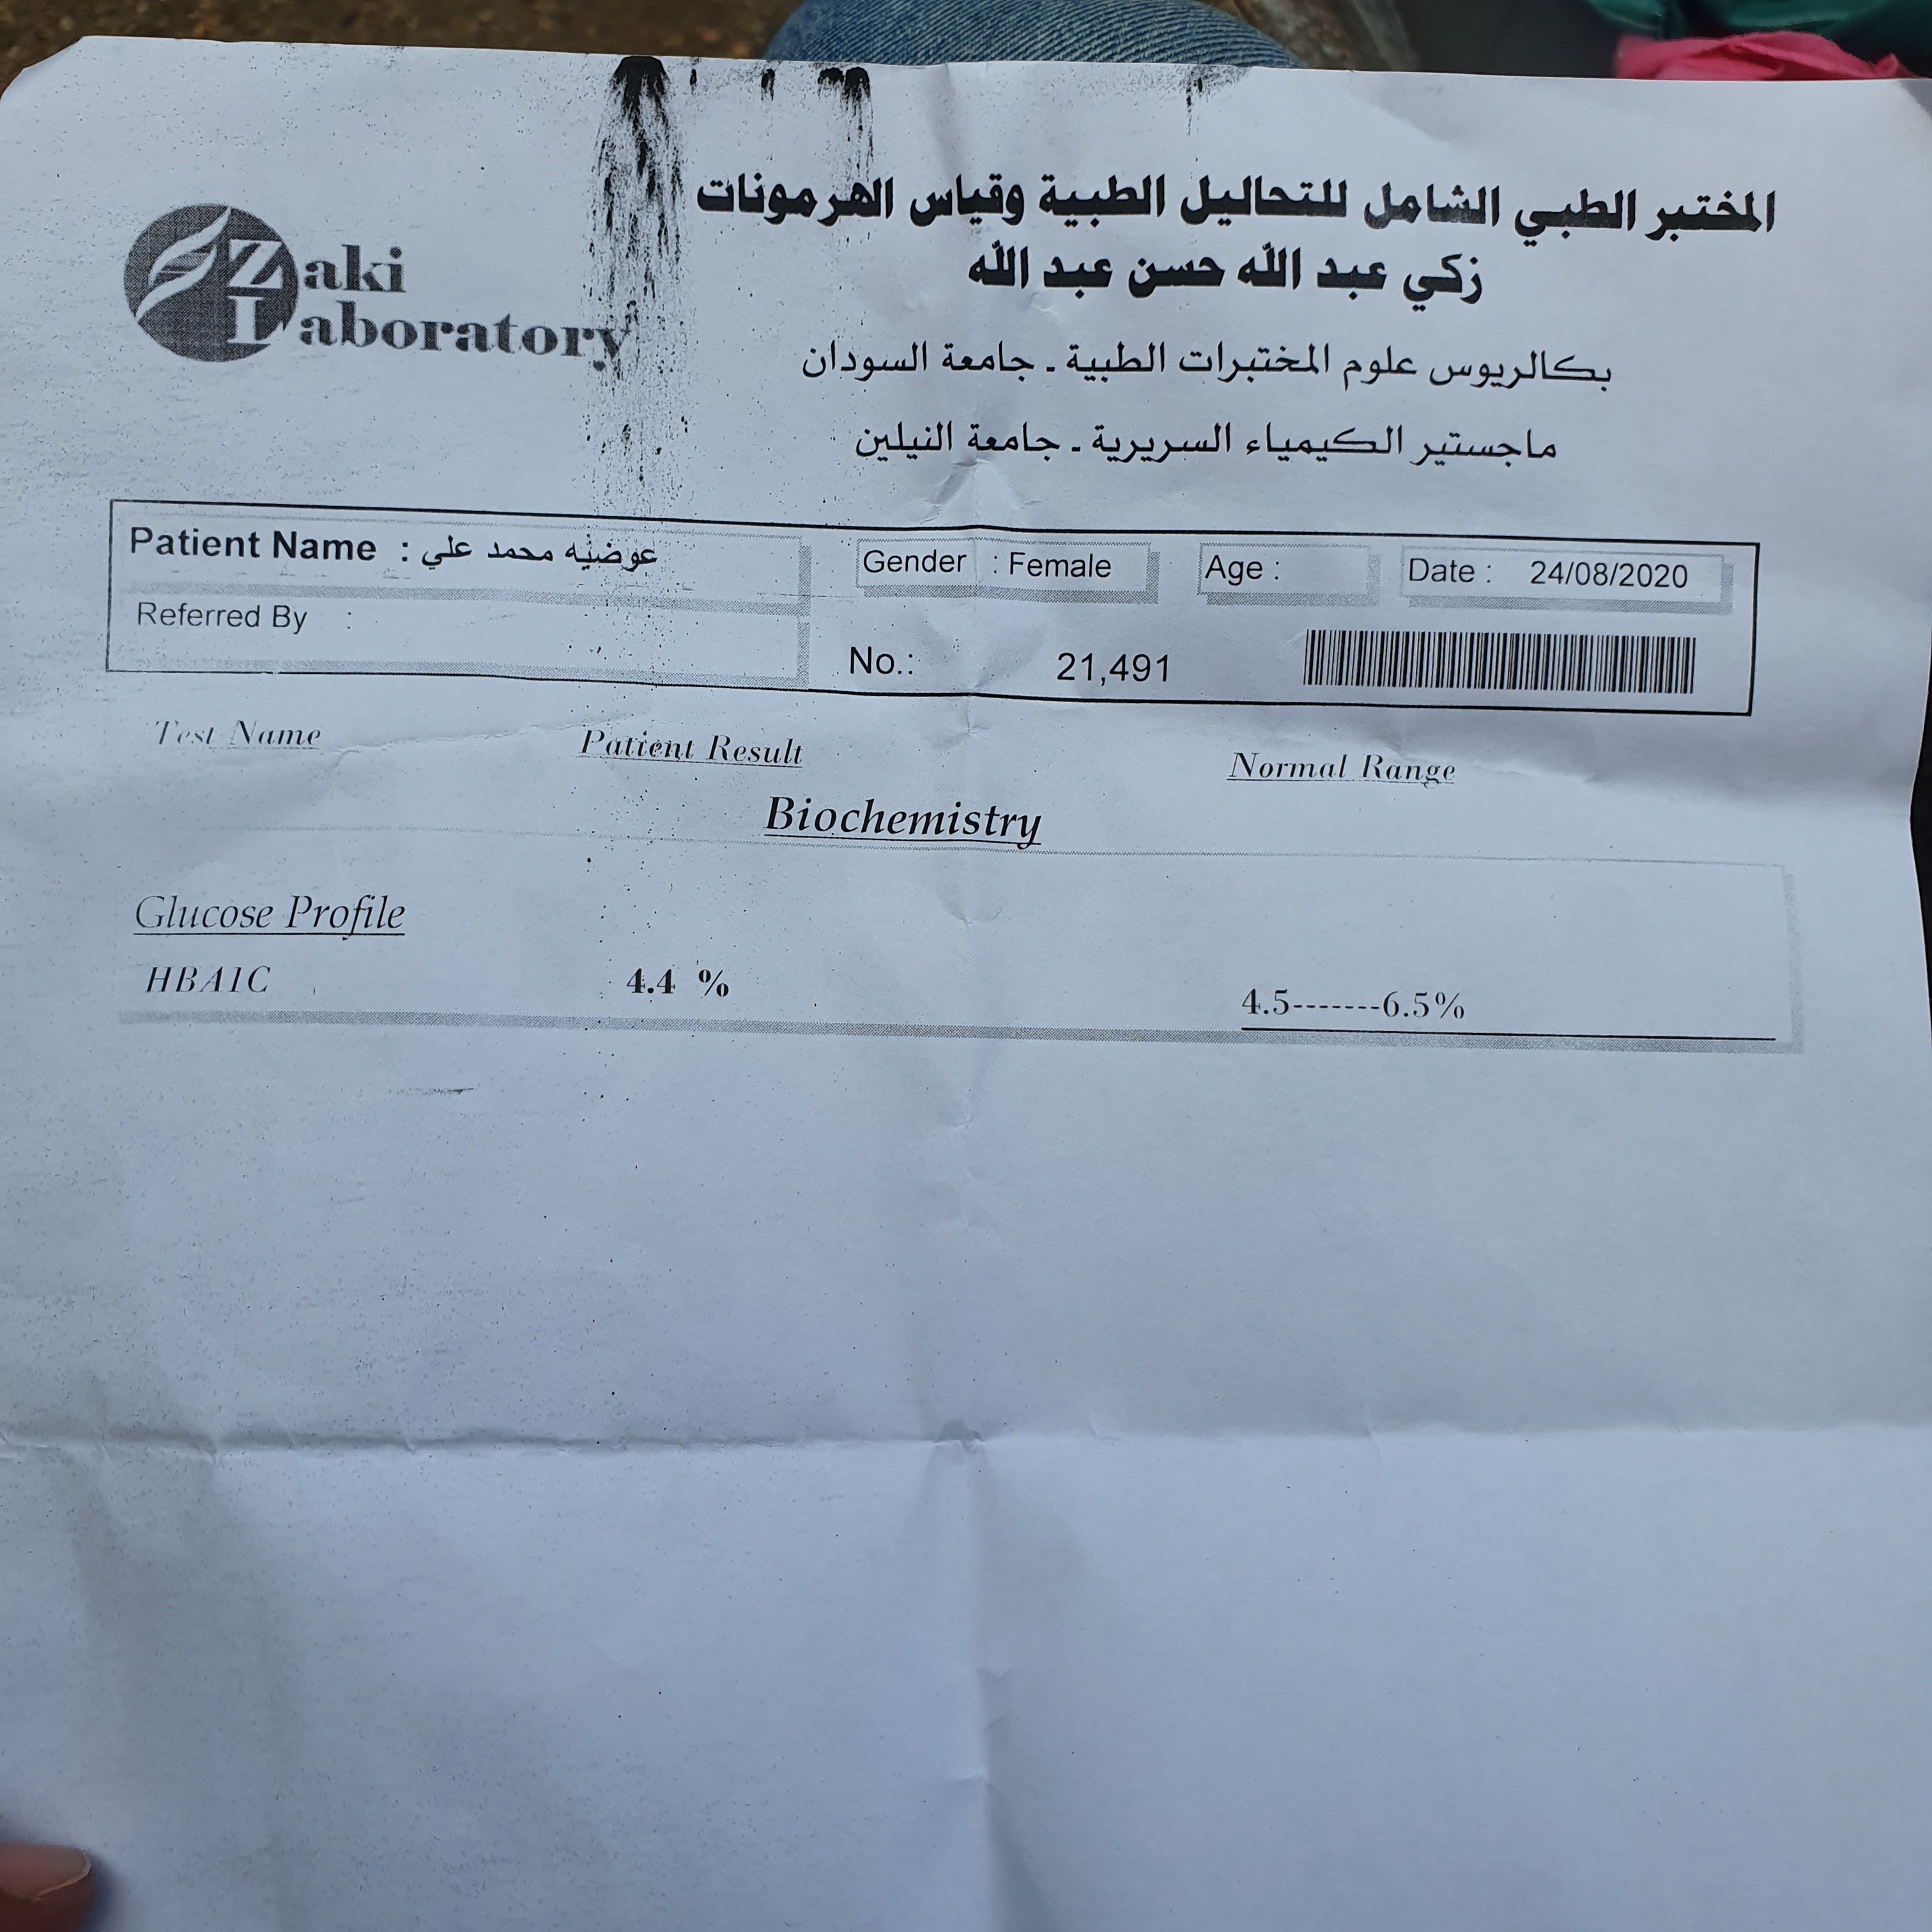 Zaki
Laboratory
المختبر الطبي الشامل للتحاليل الطبية وقياس الهرمونات
زكي عبد الله حسن عبد الله
بكالريوس علوم المختبرات الطبية - جامعة السودان
ماجستير الكيمياء السريرية - جامعة النيلين
Patient Name : عوضيه محمد علي Gender : Female Age : Date : 24/08/2020
Referred By : No.: 21,491
Test Name Patient Result Normal Range
Biochemistry
Glucose Profile
HBA1C 4.4 % 4.5-------6.5%